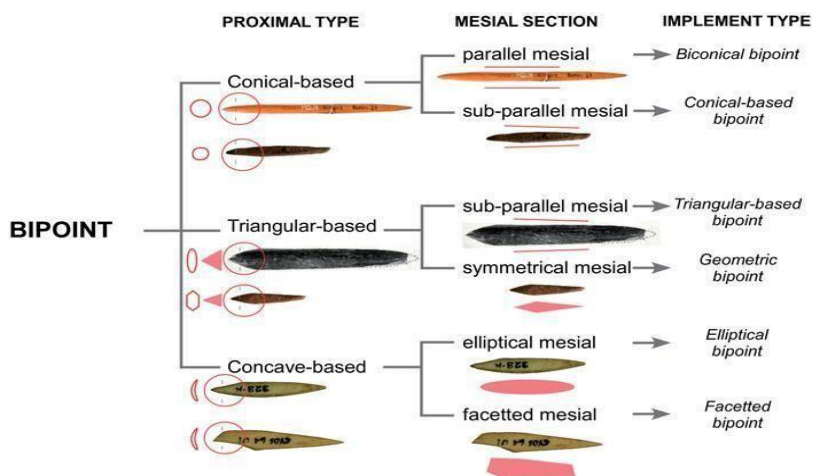 PROXIMAL TYPE
MESIAL SECTION
IMPLEMENT TYPE
parallel mesial
Biconical bipoint
Conical-based
sub-parallel mesial
Conical-based
bipoint
BIPOINT
Triangular-based
sub-parallel mesial
Triangular-based
bipoint
symmetrical mesial
Geometric
bipoint
Concave-based
elliptical mesial
Elliptical
bipoint
facetted mesial
Facetted
bipoint